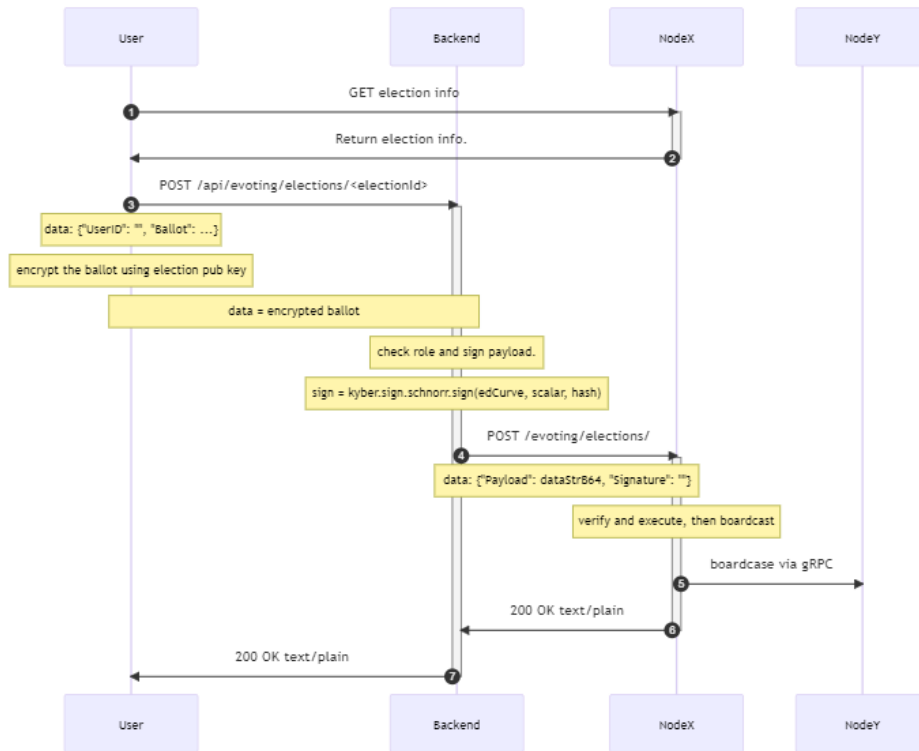 User
Backend
NodeX
NodeY
GET election info
1
Return election info.
2
POST /api/evoting/elections/<electionId>
3
data: {"UserID": "", "Ballot": ...}
encrypt the ballot using election pub key
data = encrypted ballot
check role and sign payload.
sign = kyber.sign.schnorr.sign(edCurve, scalar, hash)
POST /evoting/elections/
4
data: {"Payload": dataStrB64, "Signature": ""}
verify and execute, then boardcast
boardcase via gRPC
5
200 OK text/plain
6
200 OK text/plain
7
User
Backend
NodeX
NodeY